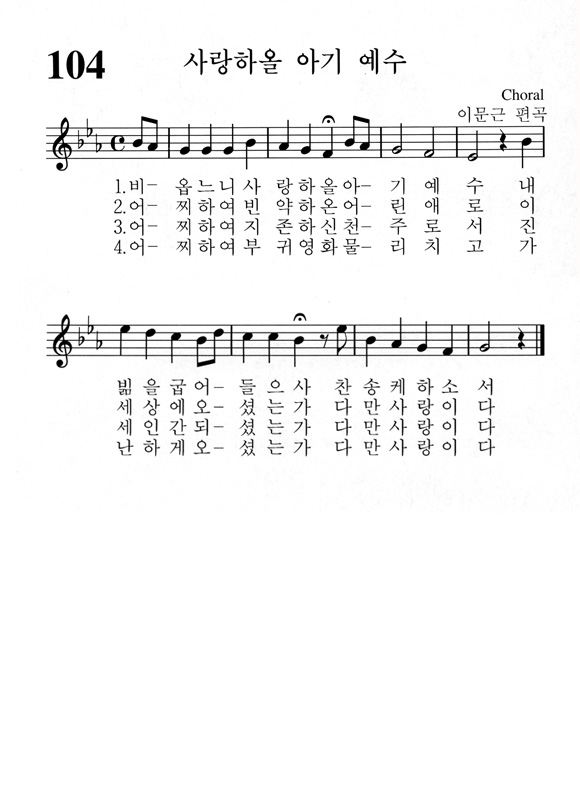 104 사랑하올 아기 예수
Choral
이문근 편곡
1.비- 옵느니사 랑하올아- 기 예 수 내
2.어- 찌하여빈 약하온어- 린 애 로 이
3.어- 찌하여지 존하신천- 주 로 서 진
4.어- 찌하여부 귀영화물- 리 치 고 가
빎 을 굽 어- 들 으 사 찬 송 케 하 소 서
세 상 에 오- 셨 는 가 다 만 사 랑 이 다
세 인 간 되- 셨 는 가 다 만 사 랑 이 다
난 하 게 오- 셨 는 가 다 만 사 랑 이 다